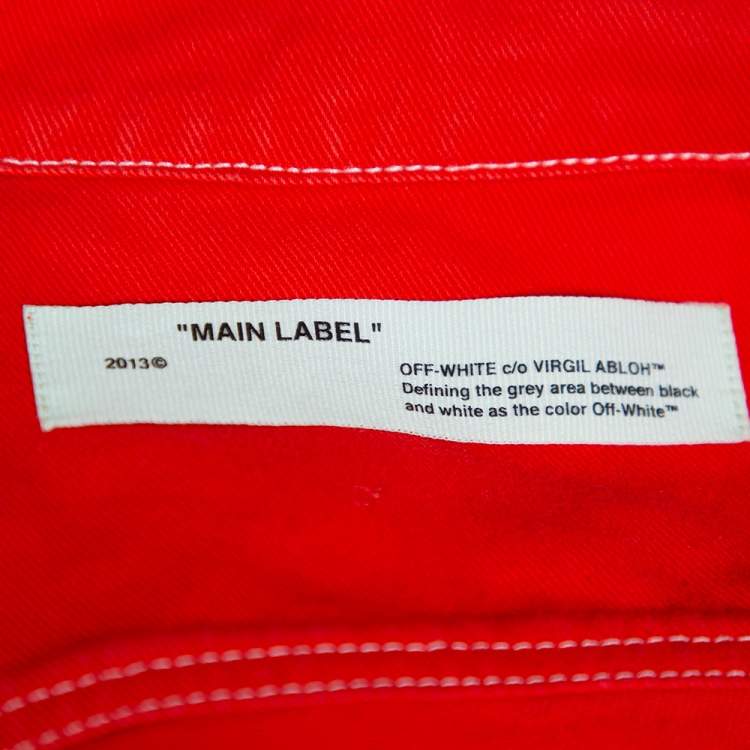 "MAIN LABEL"
2013©
OFF-WHITE c/o VIRGIL ABLOH™
Defining the grey area between black
and white as the color Off-White™